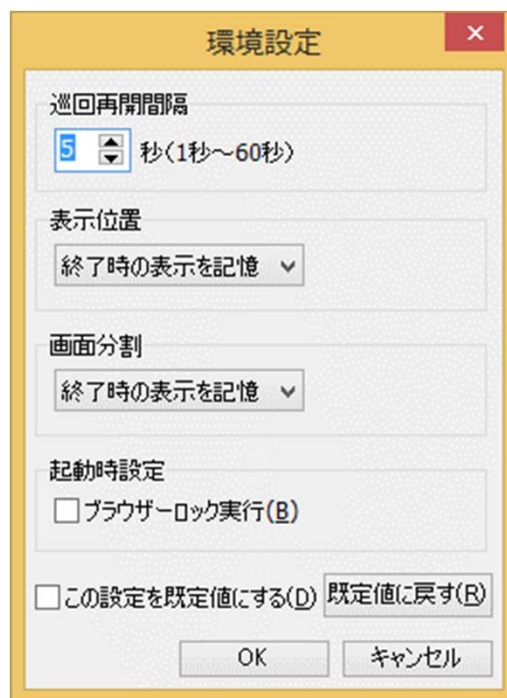 環境設定
巡回再開間隔
5 秒(1秒～60秒)
表示位置
終了時の表示を記憶
画面分割
終了時の表示を記憶
起動時設定
ブラウザーロック実行(B)
この設定を既定値にする(D) 既定値に戻す(R)
OK キャンセル